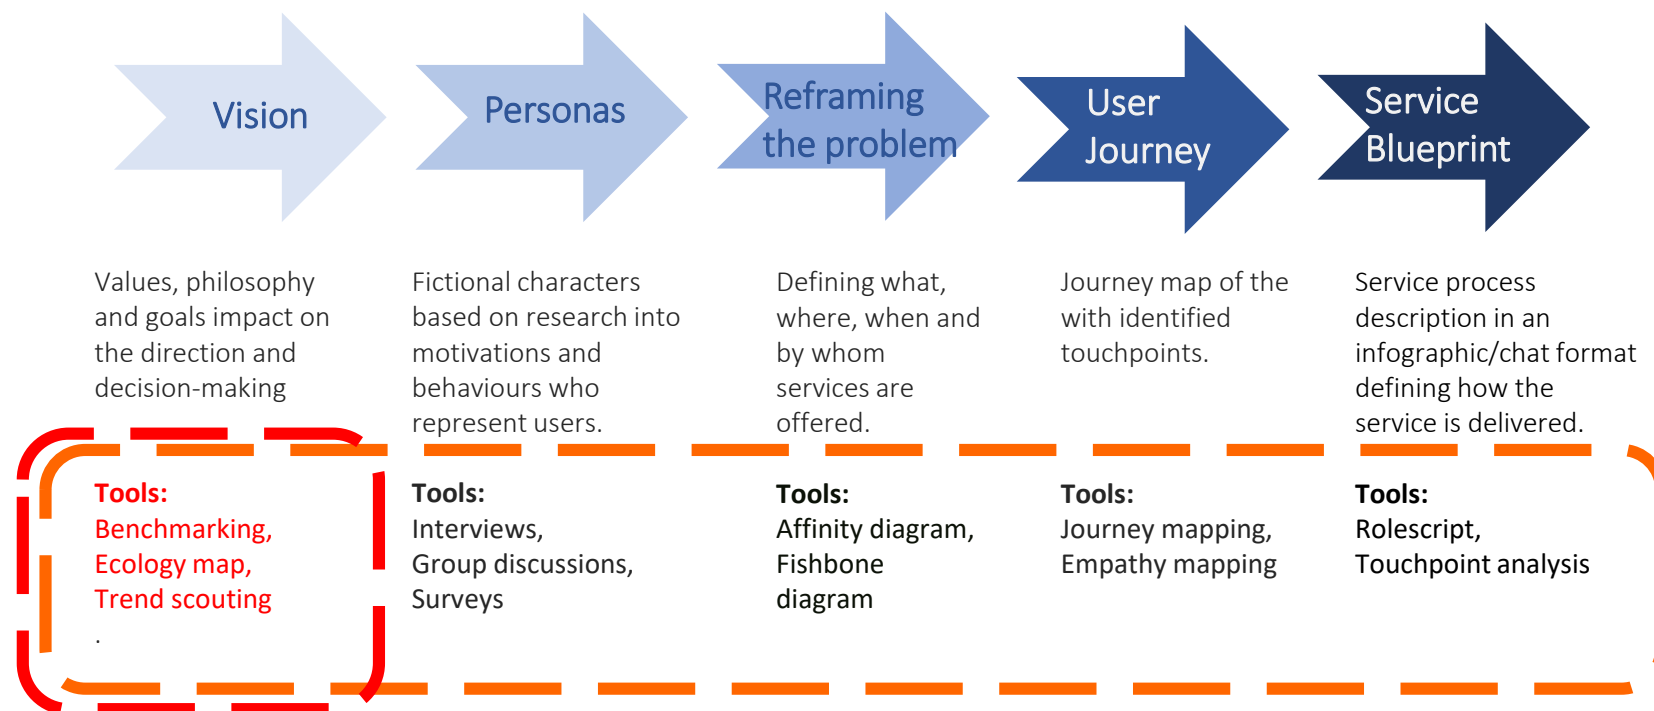 Vision
Personas
Reframing
the problem
User
Journey
Service
Blueprint
Values, philosophy
and goals impact on
the direction and
decision-making
Fictional characters
based on research into
motivations and
behaviours who
represent users.
Defining what,
where, when and
by whom
services are
offered.
Journey map of the
with identified
touchpoints.
Service process
description in an
infographic/chat format
defining how the
service is delivered.
Tools:
Benchmarking,
Ecology map,
Trend scouting
.
Tools:
Interviews,
Group discussions,
Surveys
Tools:
Affinity diagram,
Fishbone
diagram
Tools:
Journey mapping,
Empathy mapping
Tools:
Rolescript,
Touchpoint analysis